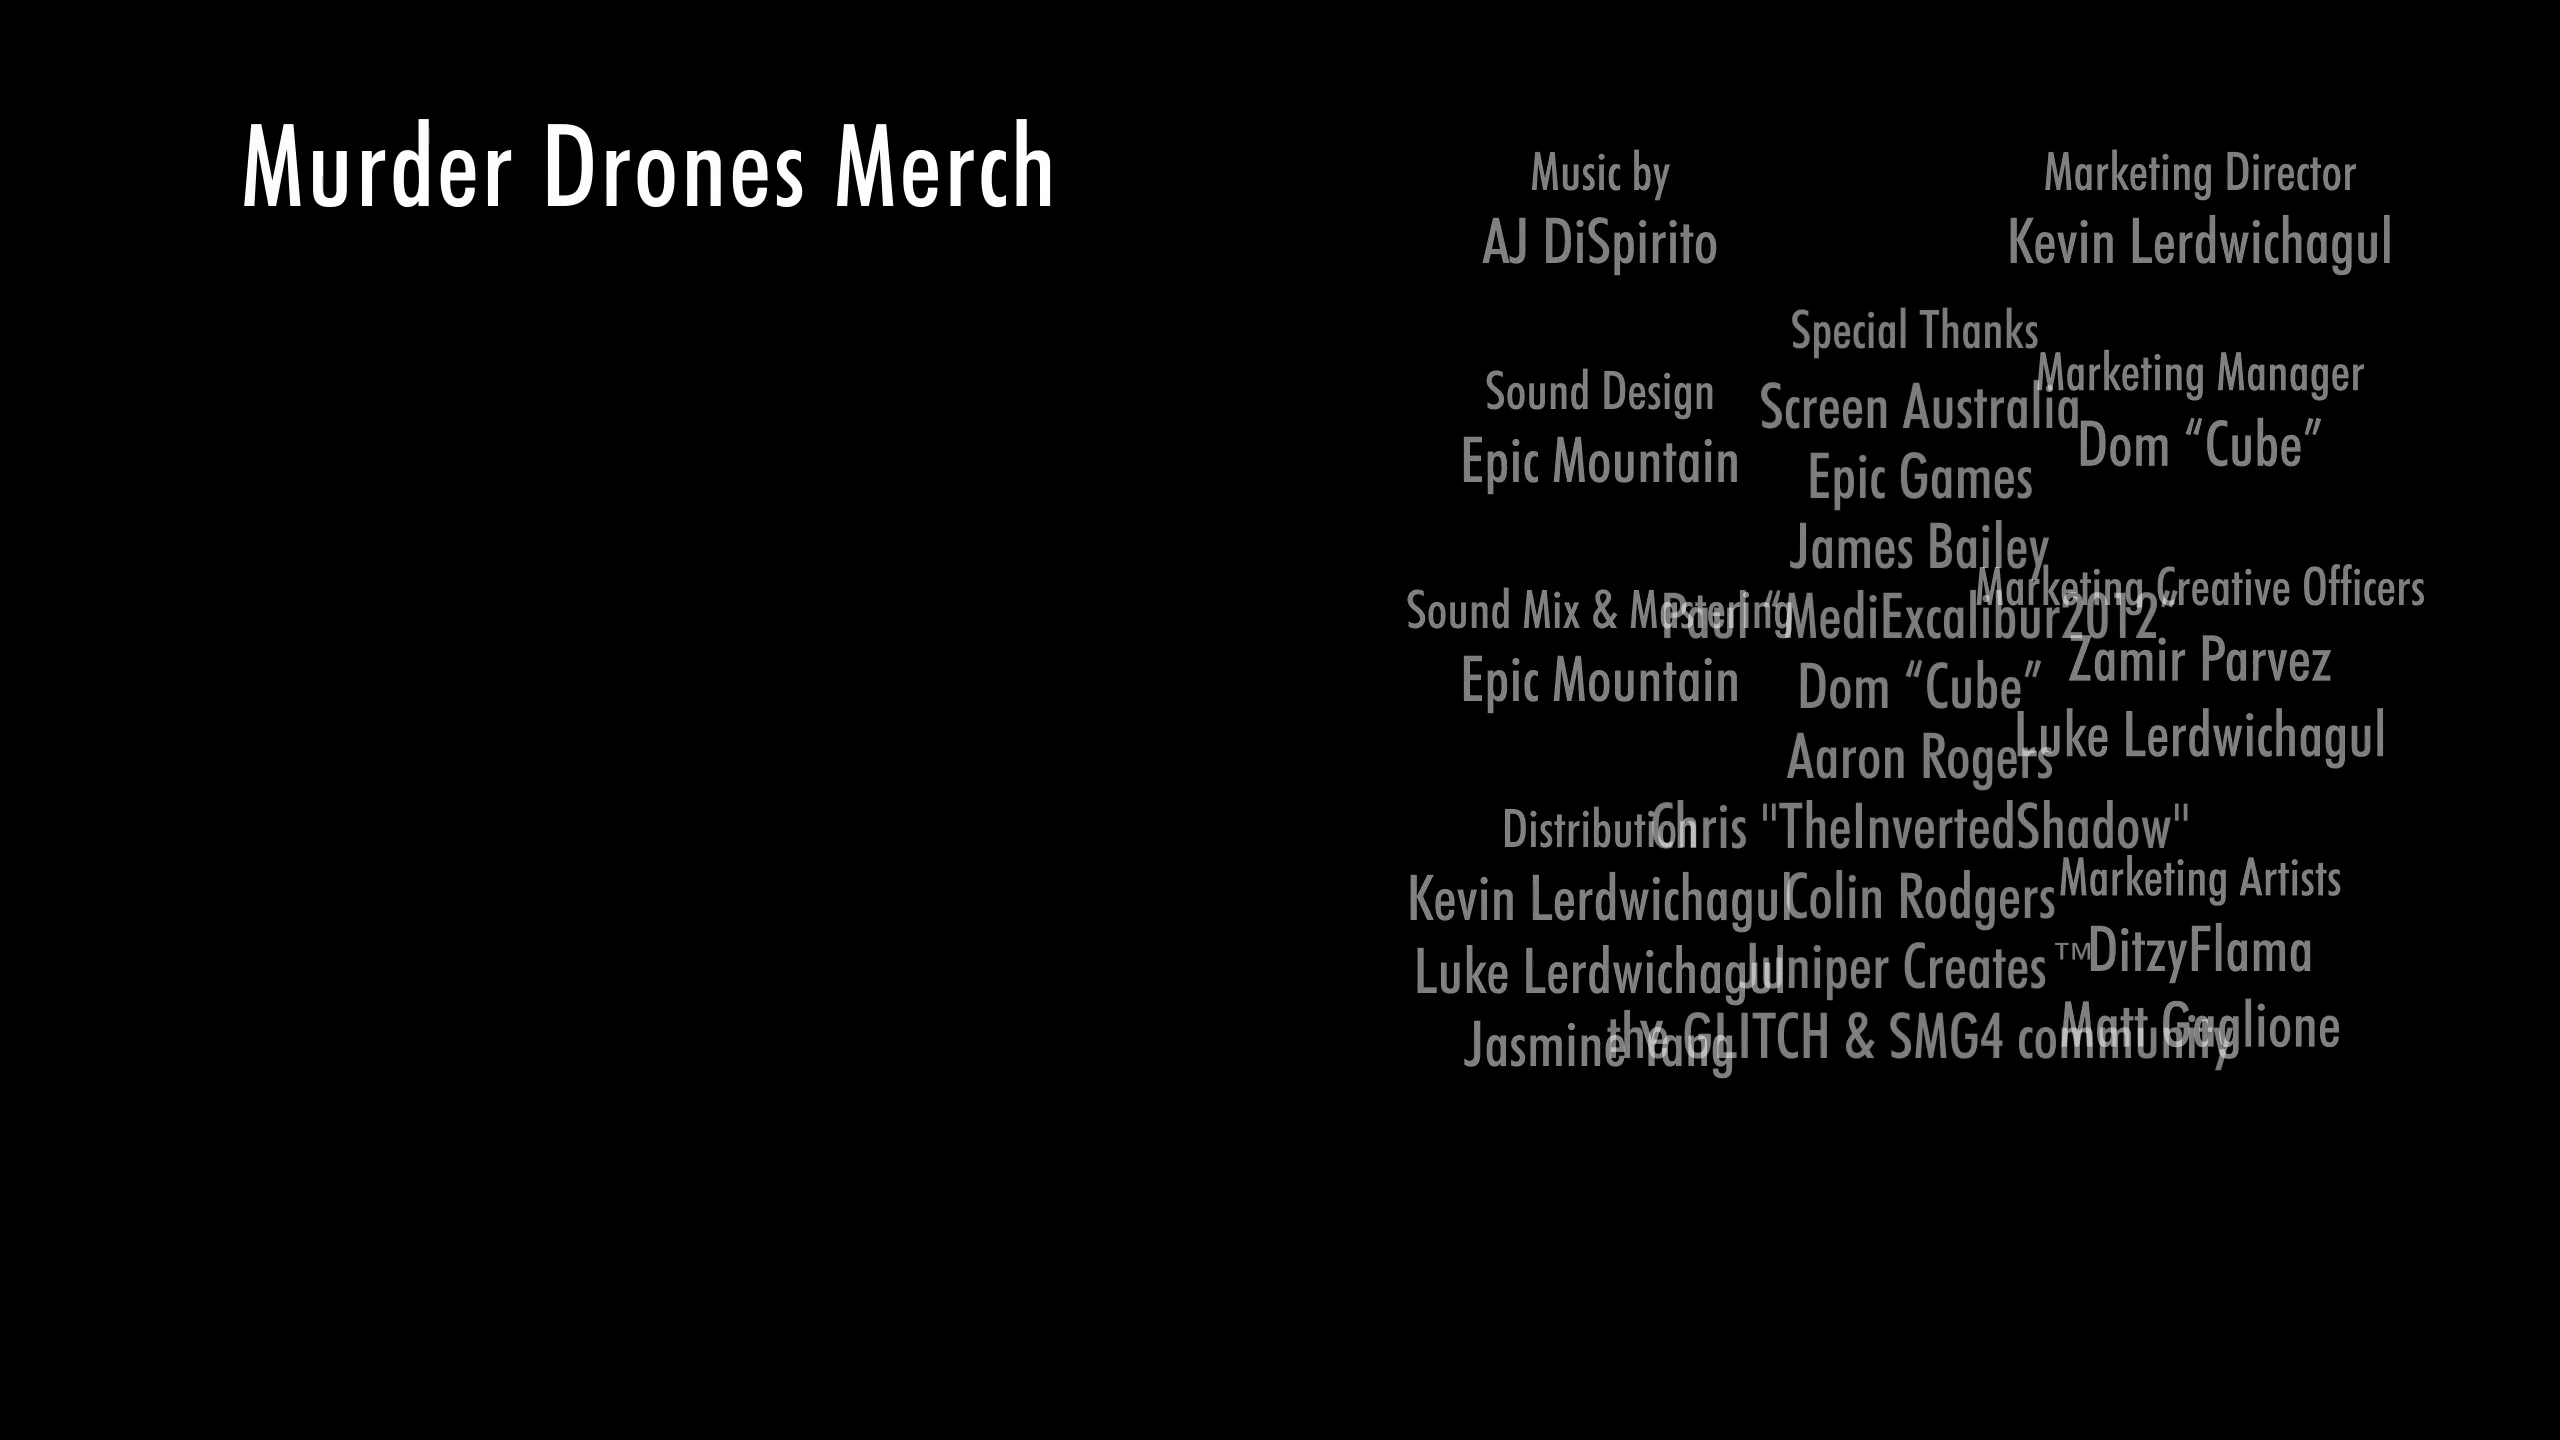 Murder Drones Merch
Music by
AJ DiSpirito
Sound Design
Epic Mountain
Sound Mix & Mastering
Epic Mountain
Distribution
Kevin Lerdwichagul
Luke Lerdwichagul
Jasmine Yang
Special Thanks
Screen Australia
Epic Games
James Bailey
Paul “MediExcalibur2012”
Dom “Cube”
Aaron Rogers
Chris "TheInvertedShadow"
Colin Rodgers
Juniper Creates ™
the GLITCH & SMG4 community
Marketing Director
Kevin Lerdwichagul
Marketing Manager
Dom “Cube”
Marketing Creative Officers
Zamir Parvez
Luke Lerdwichagul
Marketing Artists
DitzyFlama
Matt Gaglione